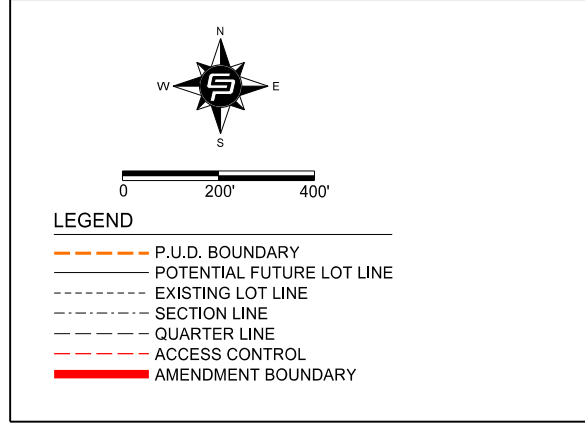 N
W E
S
0 200' 400'
LEGEND
P.U.D. BOUNDARY
POTENTIAL FUTURE LOT LINE
EXISTING LOT LINE
SECTION LINE
QUARTER LINE
ACCESS CONTROL
AMENDMENT BOUNDARY